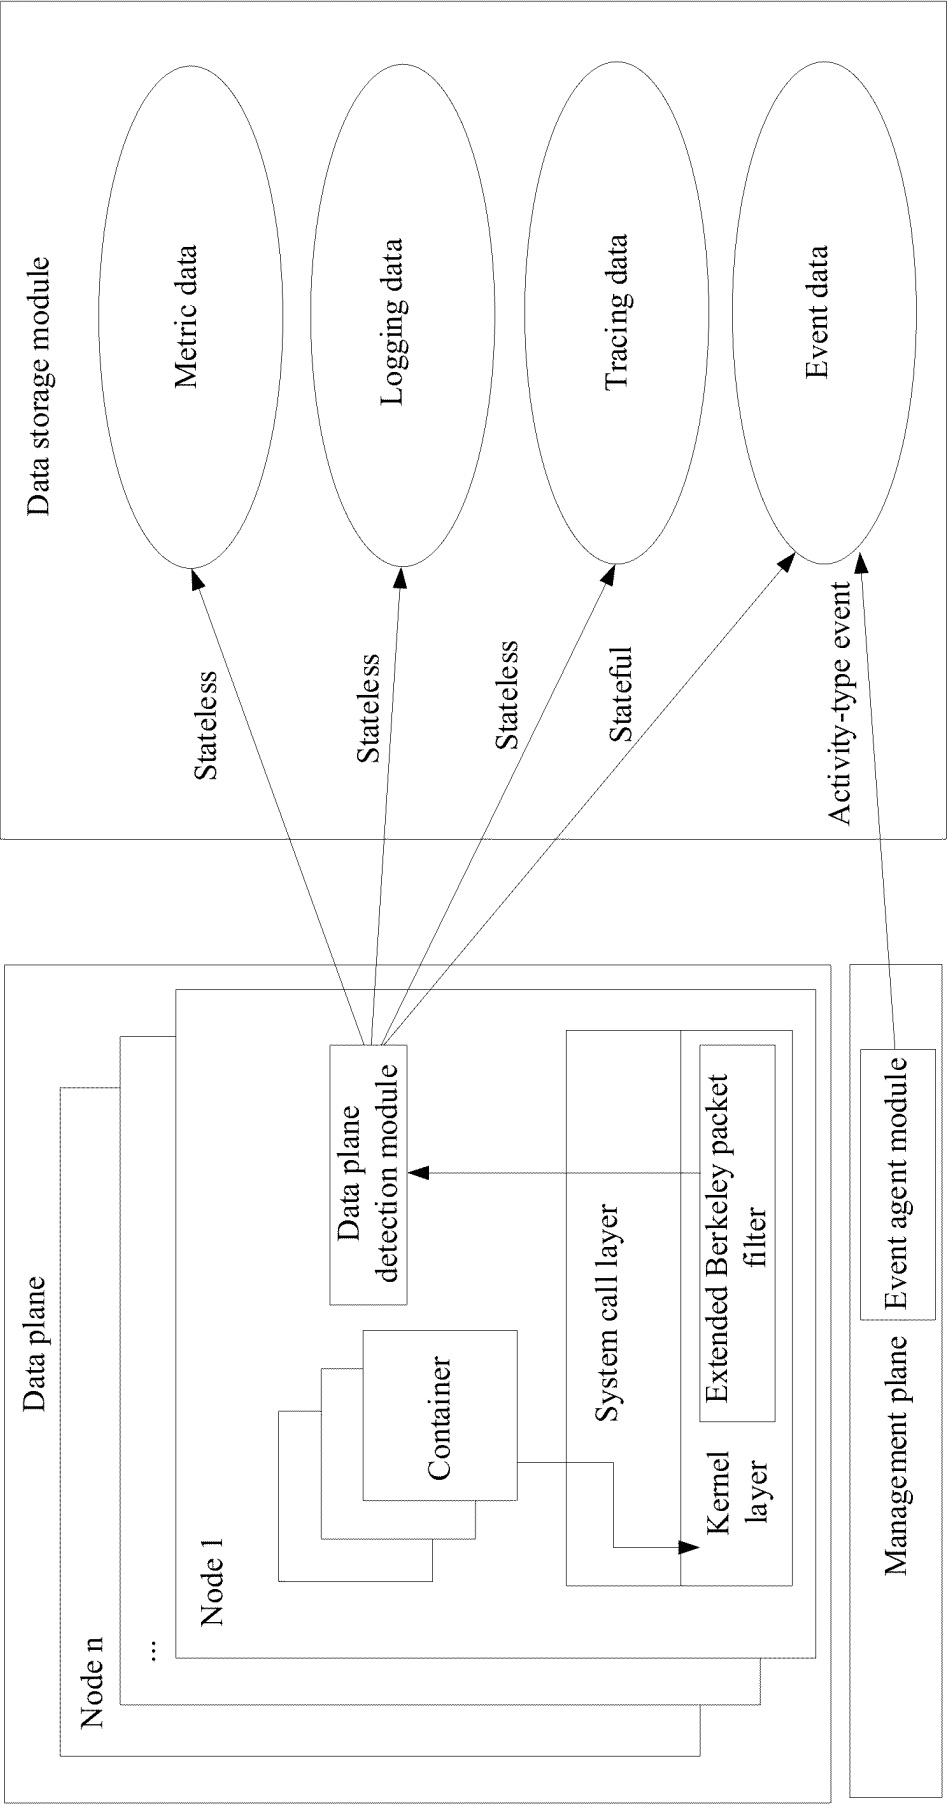 Data plane
Node n
...
Node 1
Container
Data plane
detection module
System call layer
Kernel
layer
Extended Berkeley packet
filter
Management plane
Event agent module
Data storage module
Stateless
Metric data
Stateless
Logging data
Stateless
Tracing data
Stateful
Event data
Activity-type event